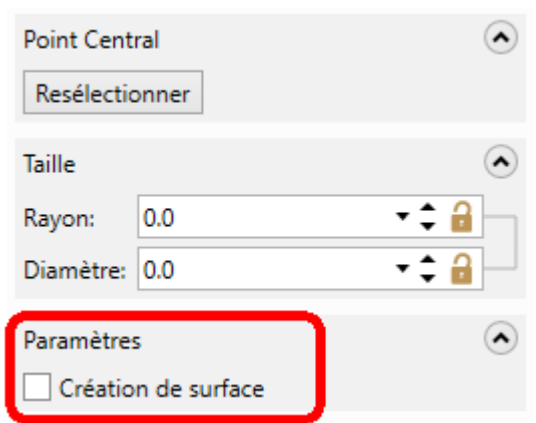 Point Central
Resélectionner
Taille
Rayon: 0.0
Diamètre: 0.0
Paramètres
Création de surface